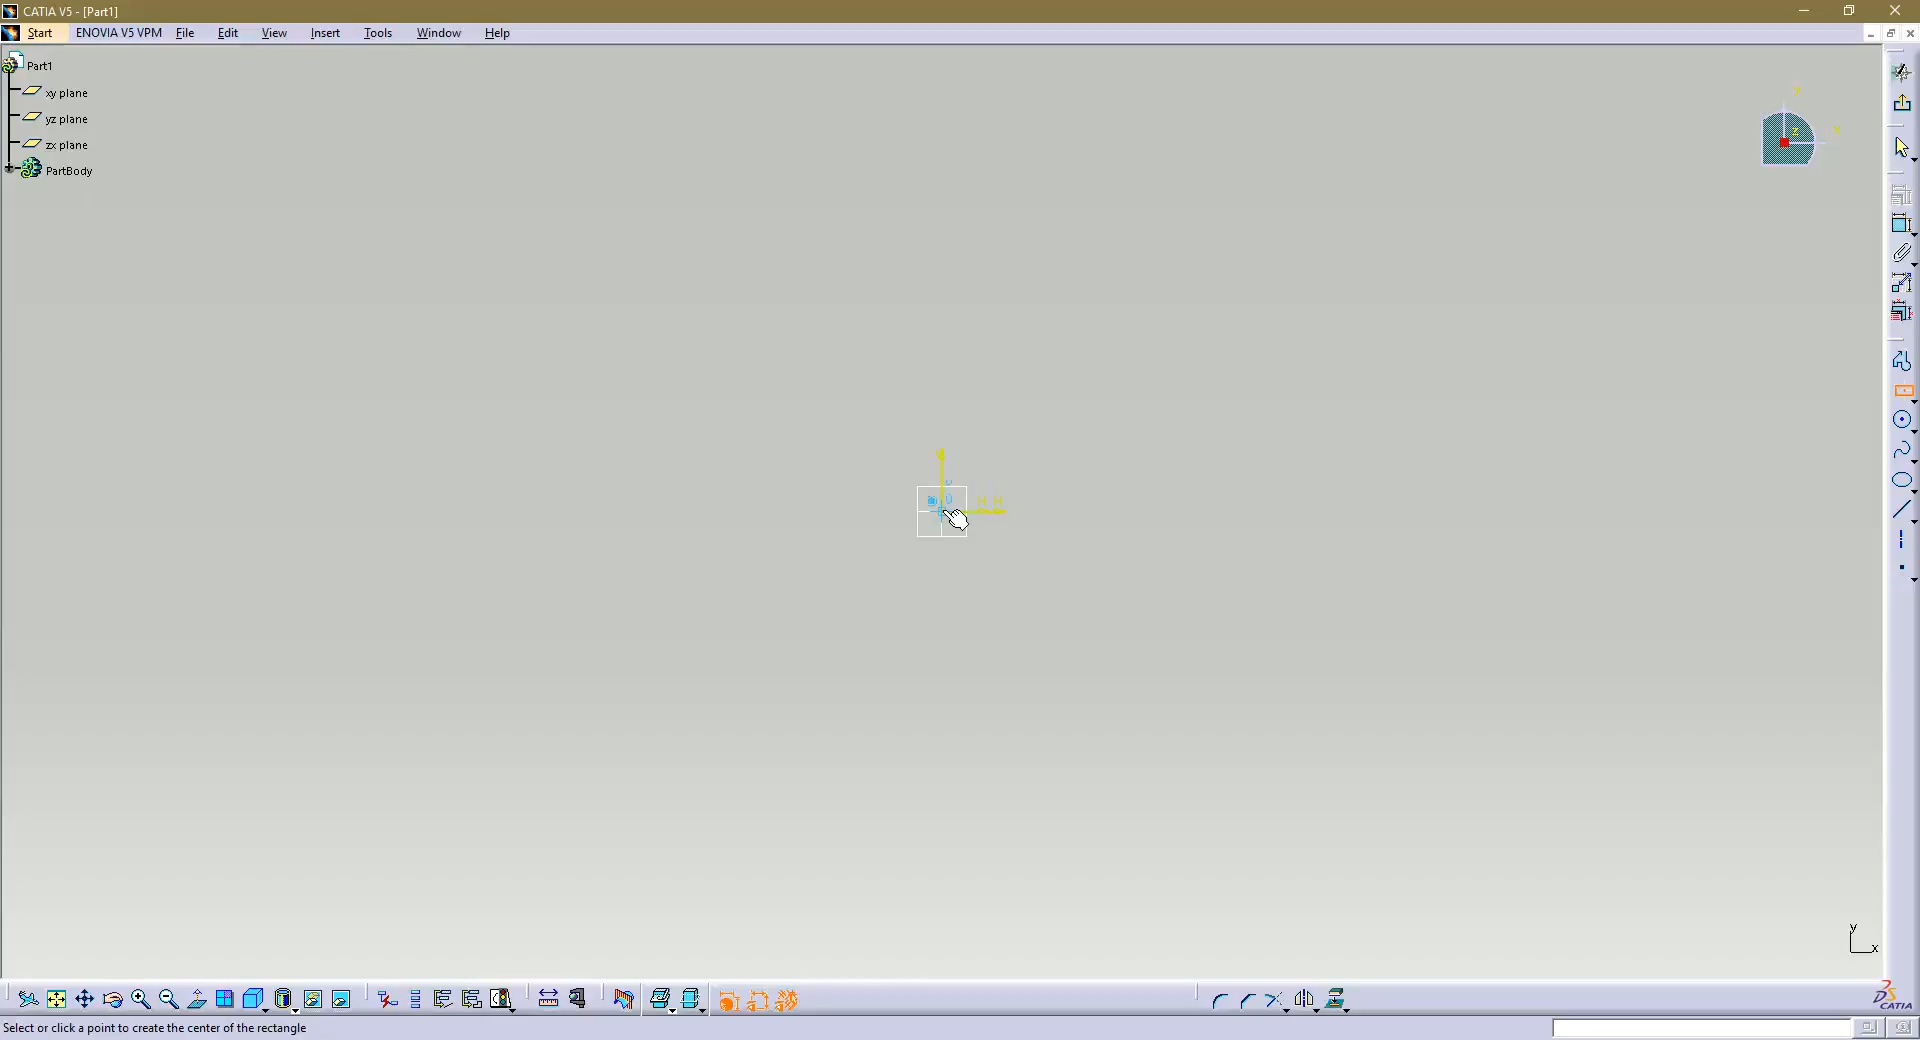 CATIA V5 - [Part1]
Start ENOVIA V5 VPM File Edit View Insert Tools Window Help
Part1
xy plane
yz plane
zx plane
PartBody
y
z
H H
y
x
CATIA
Select or click a point to create the center of the rectangle